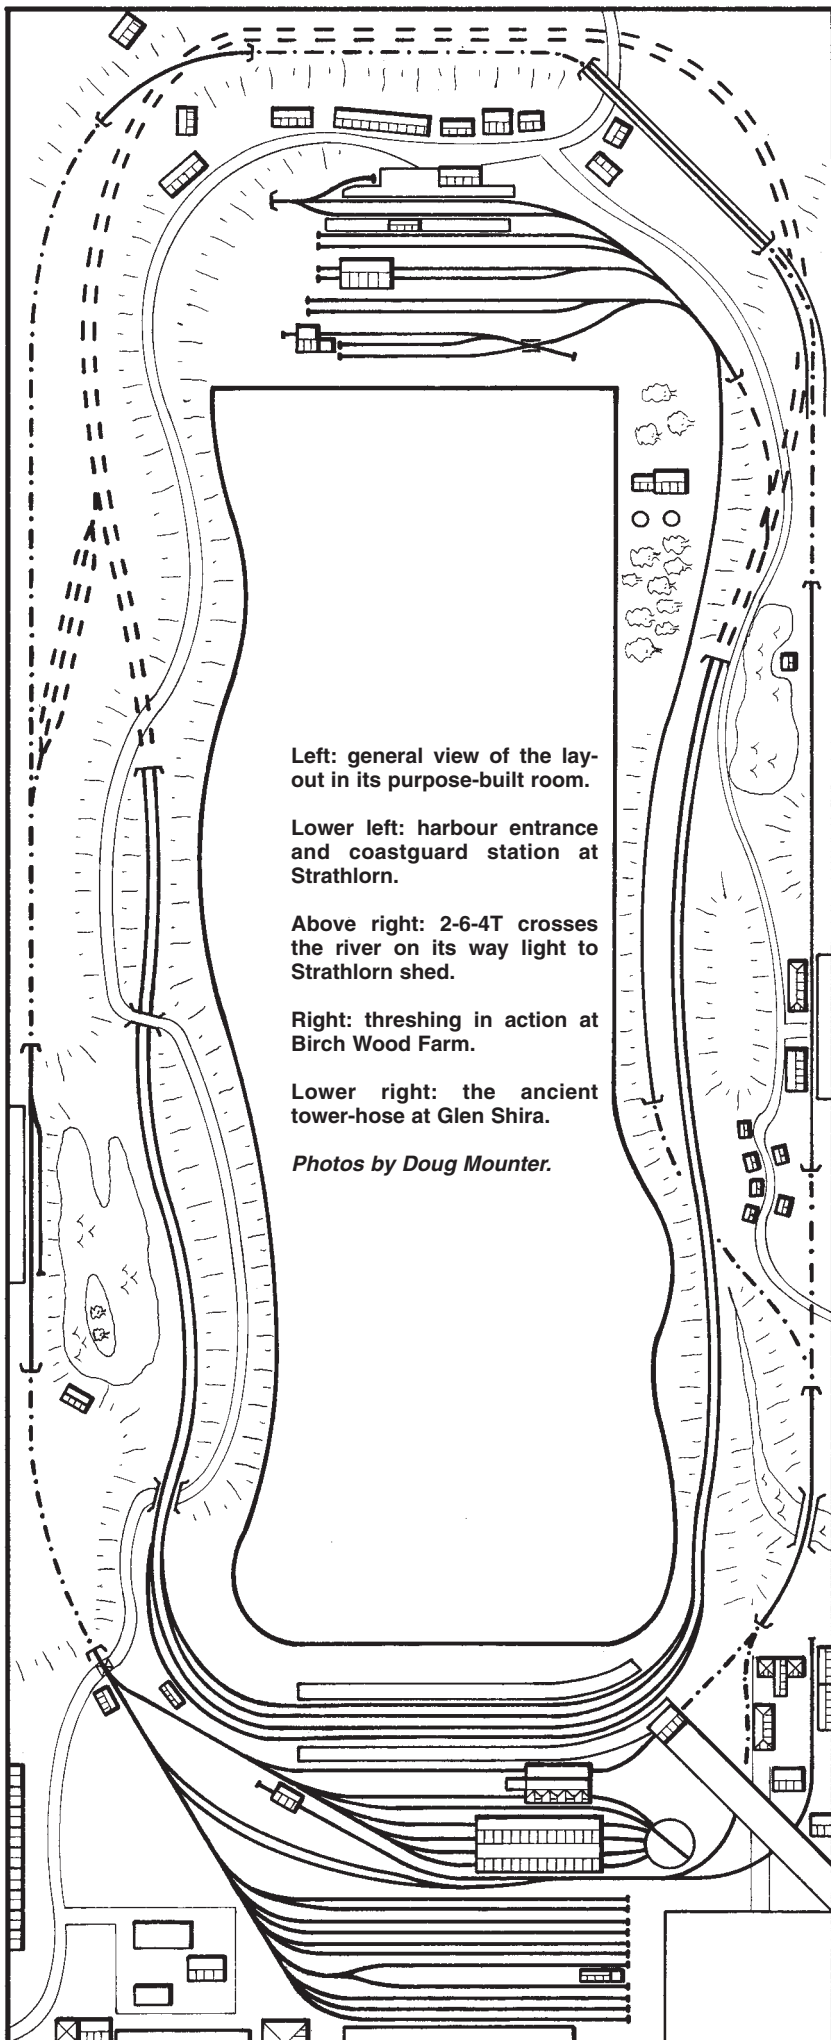 Left: general view of the lay-
out in its purpose-built room.
Lower left: harbour entrance
and coastguard station at
Strathlorn.
Above right: 2-6-4T crosses
the river on its way light to
Strathlorn shed.
Right: threshing in action at
Birch Wood Farm.
Lower right: the ancient
tower-hose at Glen Shira.
Photos by Doug Mounter.